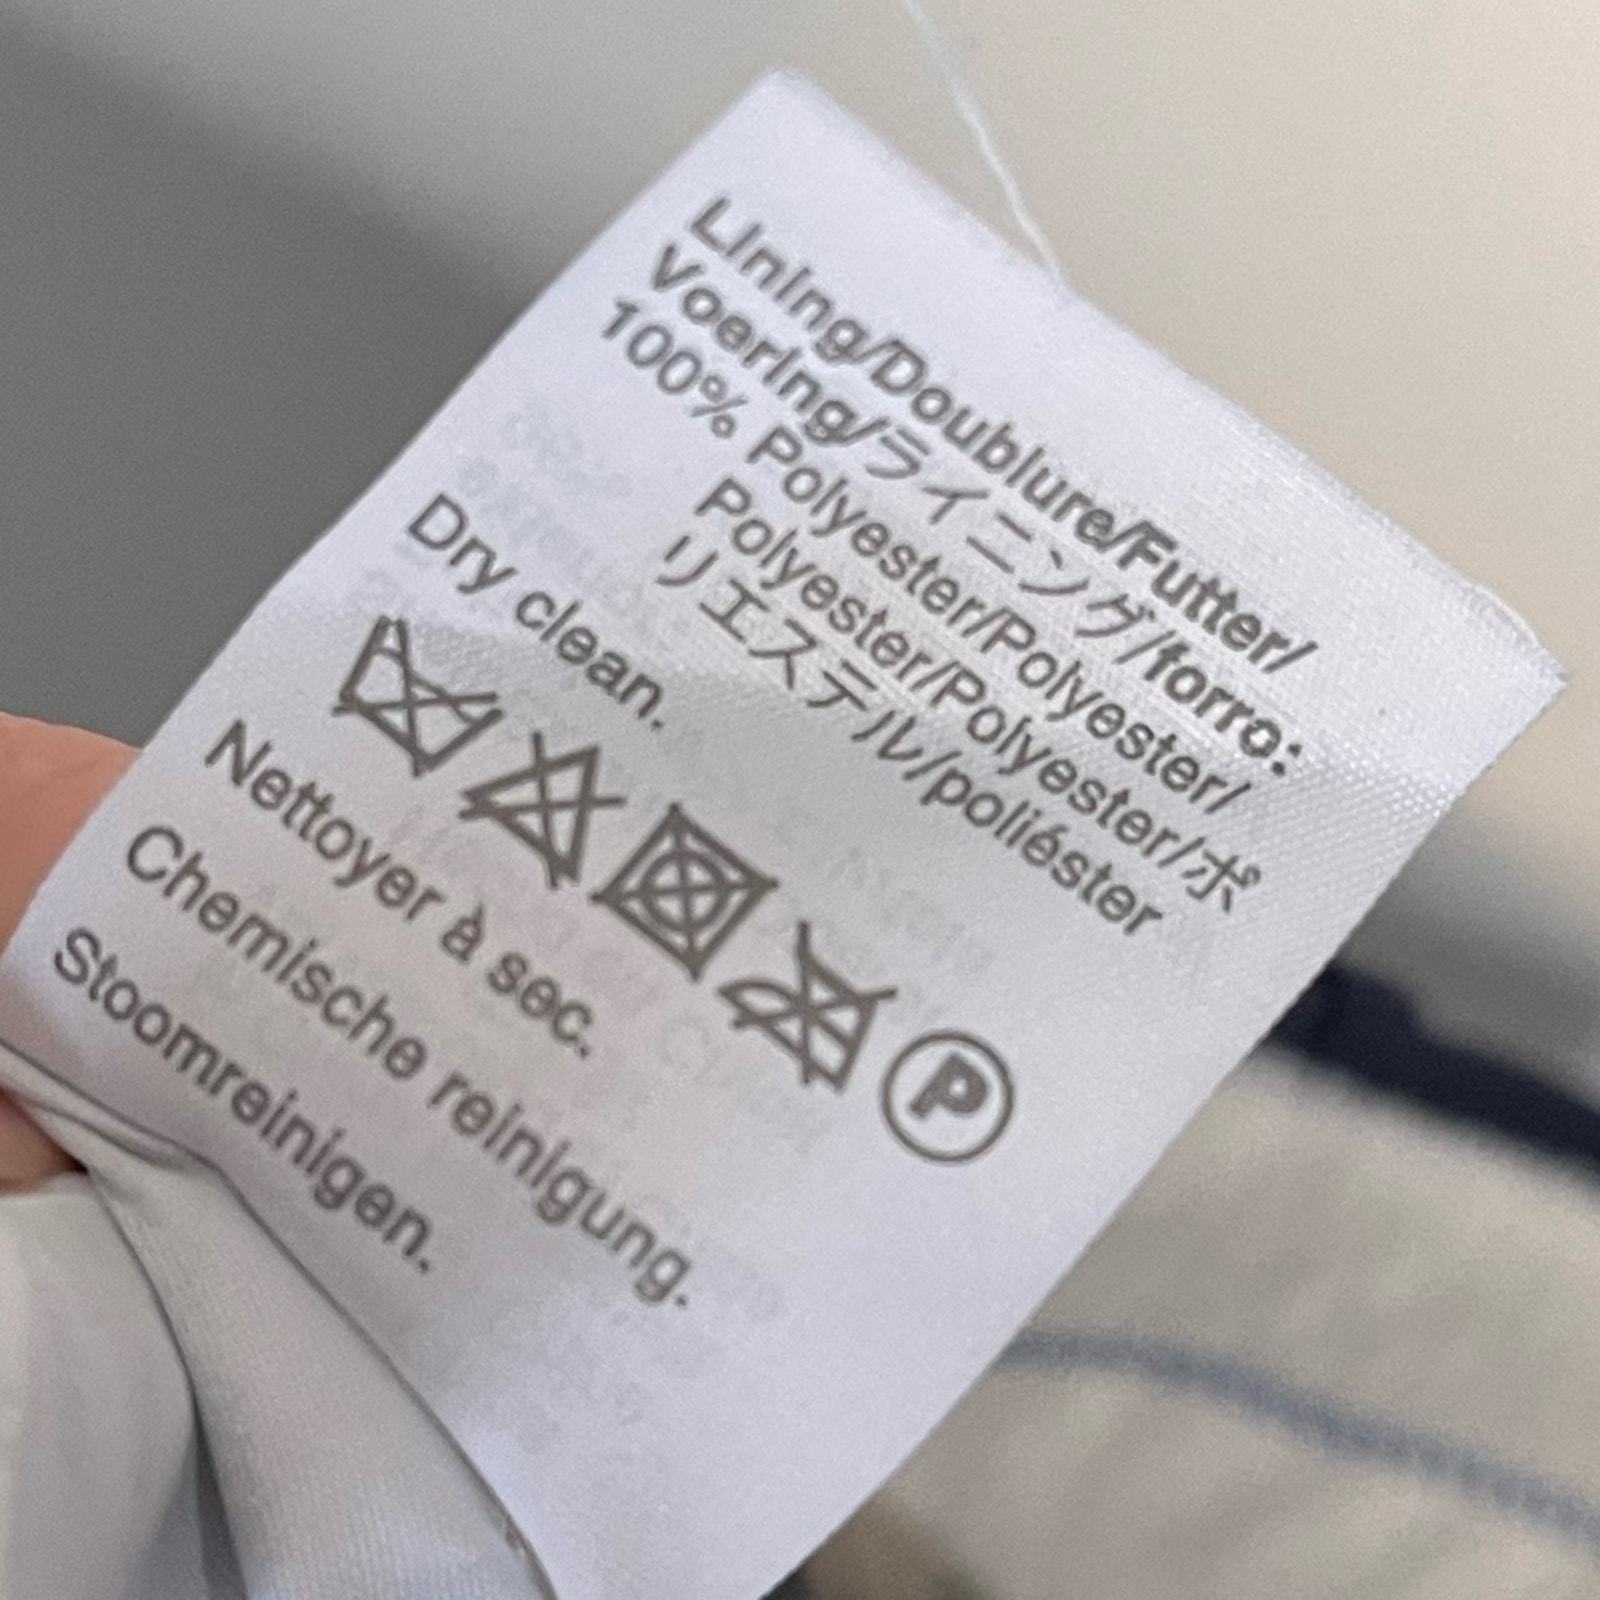 Lining/Doublure/Futter/
Voering/ライニング/forro:
100% Polyester/Polyester/
Polyester/Polyester/ポ
リエステル/poliéster
Dry clean.
P
Nettoyer à sec.
Chemische reinigung.
Stoomreinigen.